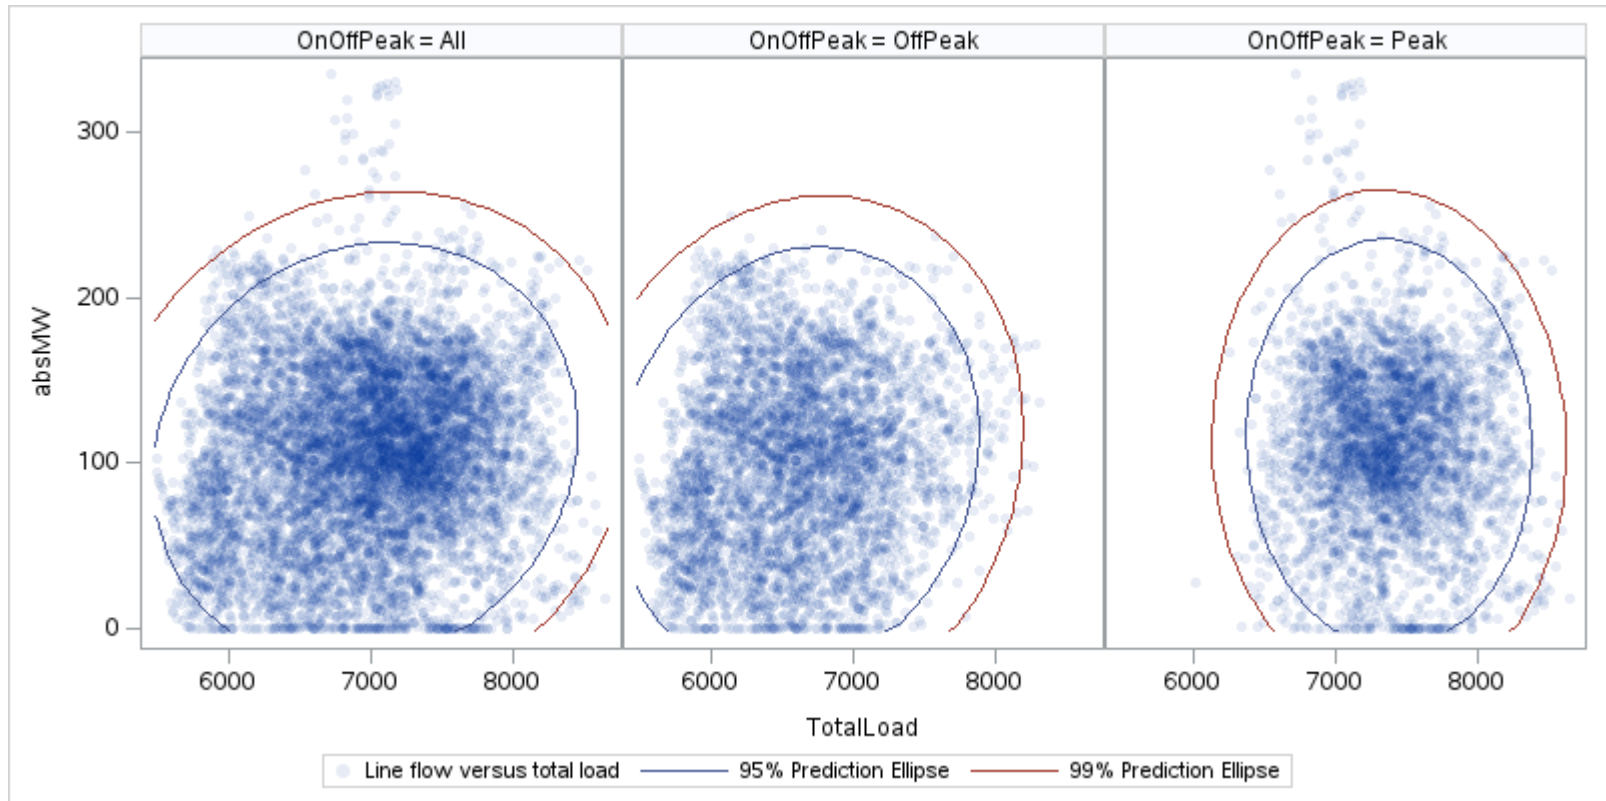 OnOffPeak = All
OnOffPeak = OffPeak
OnOffPeak = Peak
absMW
300
200
100
0
6000 7000 8000
6000 7000 8000
6000 7000 8000
TotalLoad
Line flow versus total load 95% Prediction Ellipse 99% Prediction Ellipse